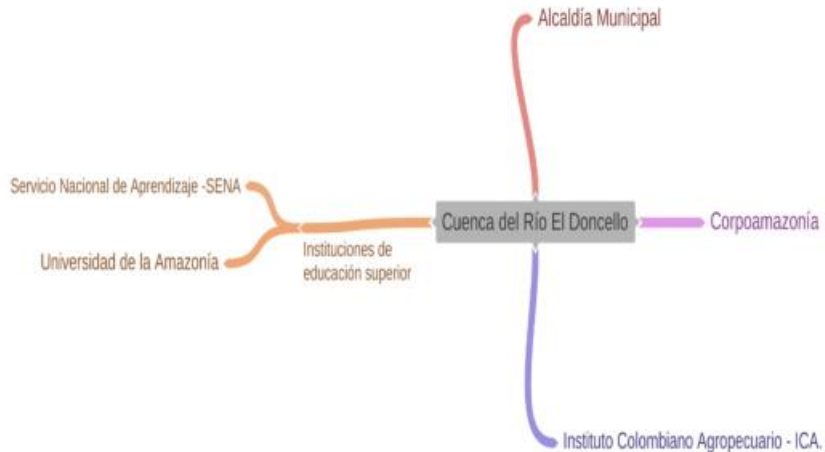 Alcaldía Municipal
Servicio Nacional de Aprendizaje -SENA
Cuenca del Río El Doncello
Corpoamazonía
Universidad de la Amazonía
Instituciones de
educación superior
Instituto Colombiano Agropecuario - ICA.